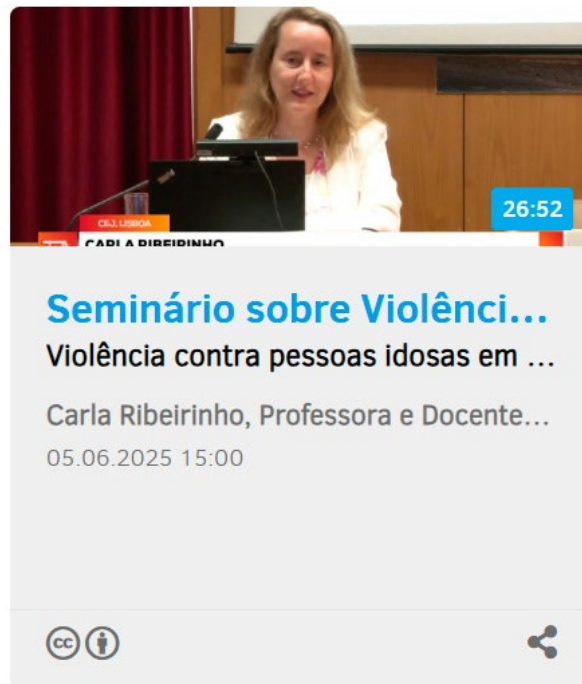 CEJ. LISBOA
CARLA RIBEIRINHO
26:52
Seminário sobre Violênci...
Violência contra pessoas idosas em ...
Carla Ribeirinho, Professora e Docente...
05.06.2025 15:00
cc